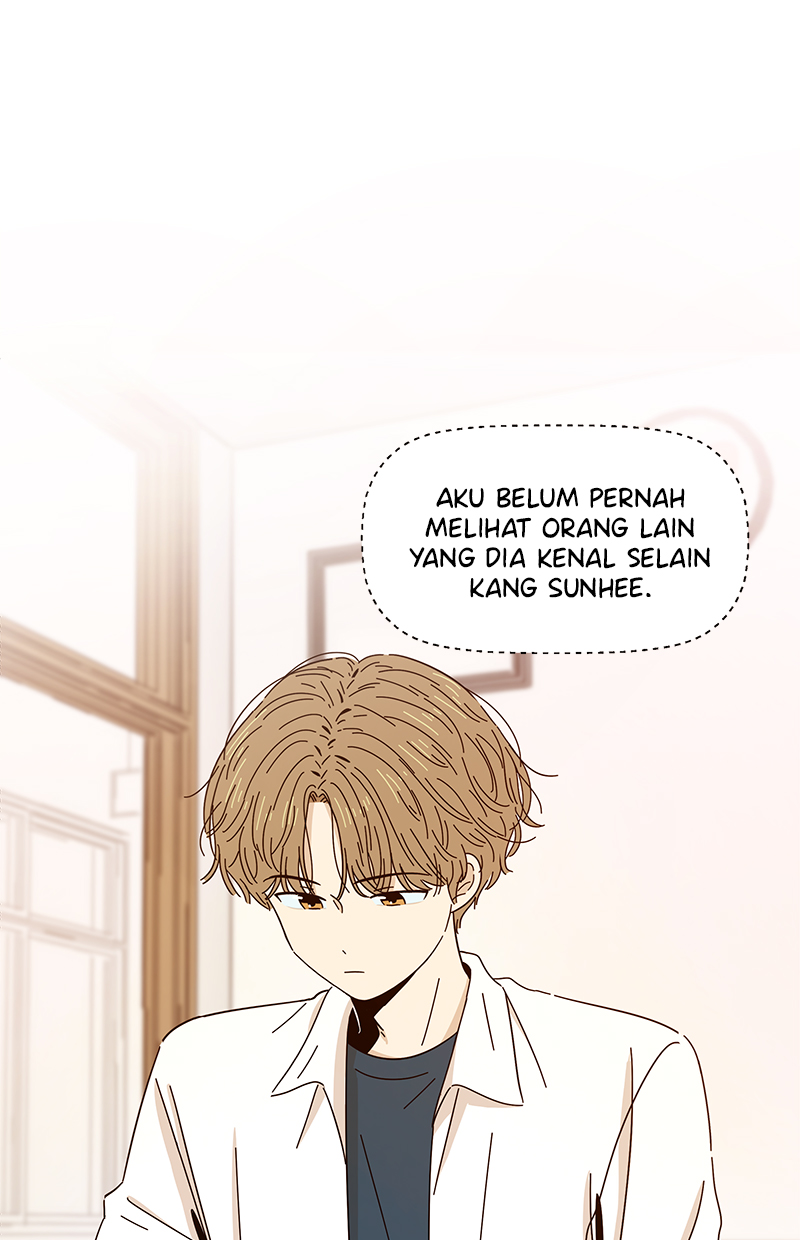 AKU BELUM PERNAH
MELIHAT ORANG LAIN
YANG DIA KENAL SELAIN
KANG SUNHEE.